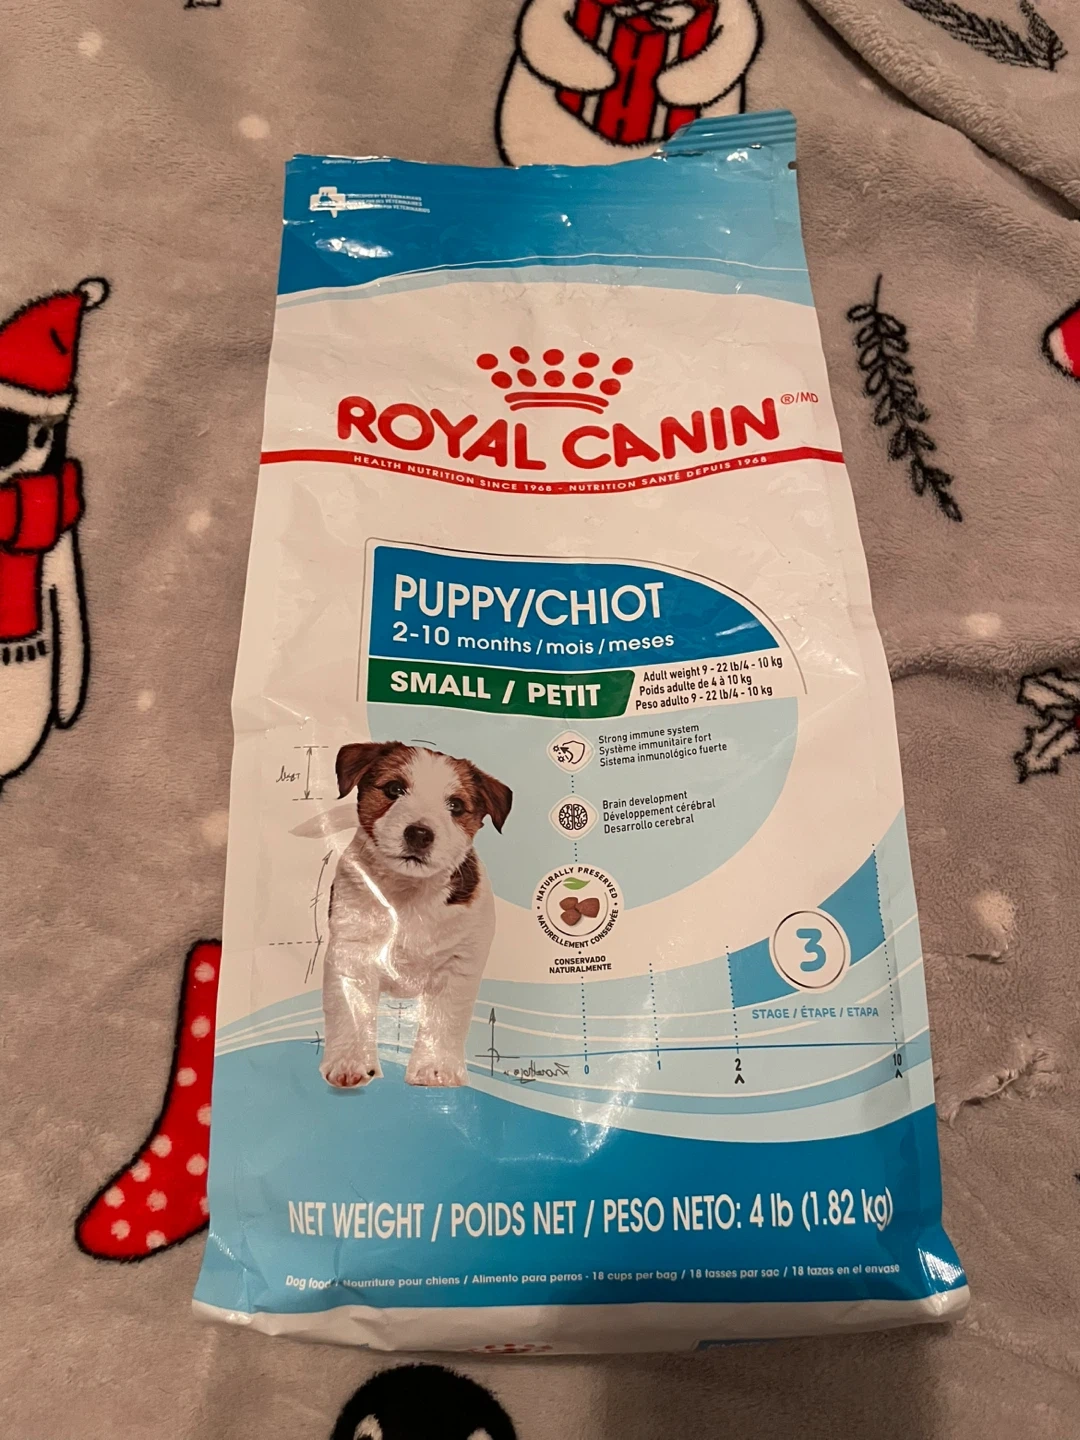 VETERINARIANS
VETERINAIRES
VETERINARIOS
ROYAL CANIN ®/MD
HEALTH NUTRITION SINCE 1968 - NUTRITION SANTÉ DEPUIS 1968
PUPPY/CHIOT
2-10 months / mois / meses
SMALL / PETIT
Adult weight 9 - 22 lb/4 - 10 kg
Poids adulte de 4 à 10 kg
Peso adulto 9 - 22 lb/4 - 10 kg
Strong immune system
Système immunitaire fort
Sistema inmunológico fuerte
Brain development
Développement cérébral
Desarrollo cerebral
NATURALLY PRESERVED
NATURELLEMENT CONSERVÉE
CONSERVADO
NATURALMENTE
3
STAGE / ÉTAPE / ETAPA
0 1 2 10
NET WEIGHT / POIDS NET / PESO NETO: 4 lb (1.82 kg)
Dog food / Nourriture pour chiens / Alimento para perros - 18 cups per bag / 18 tasses par sac / 18 tazas en el envase